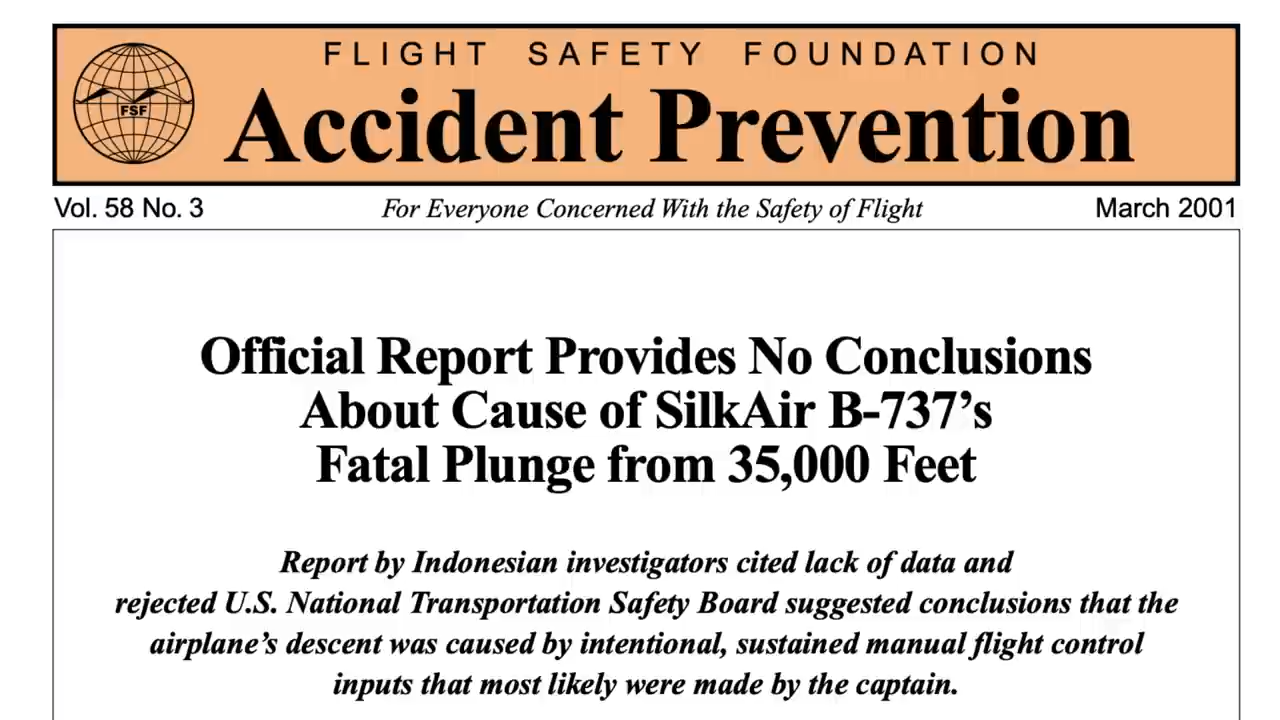 FLIGHT SAFETY FOUNDATION
FSF
Accident Prevention
Vol. 58 No. 3 For Everyone Concerned With the Safety of Flight March 2001
Official Report Provides No Conclusions
About Cause of SilkAir B-737’s
Fatal Plunge from 35,000 Feet
Report by Indonesian investigators cited lack of data and
rejected U.S. National Transportation Safety Board suggested conclusions that the
airplane’s descent was caused by intentional, sustained manual flight control
inputs that most likely were made by the captain.